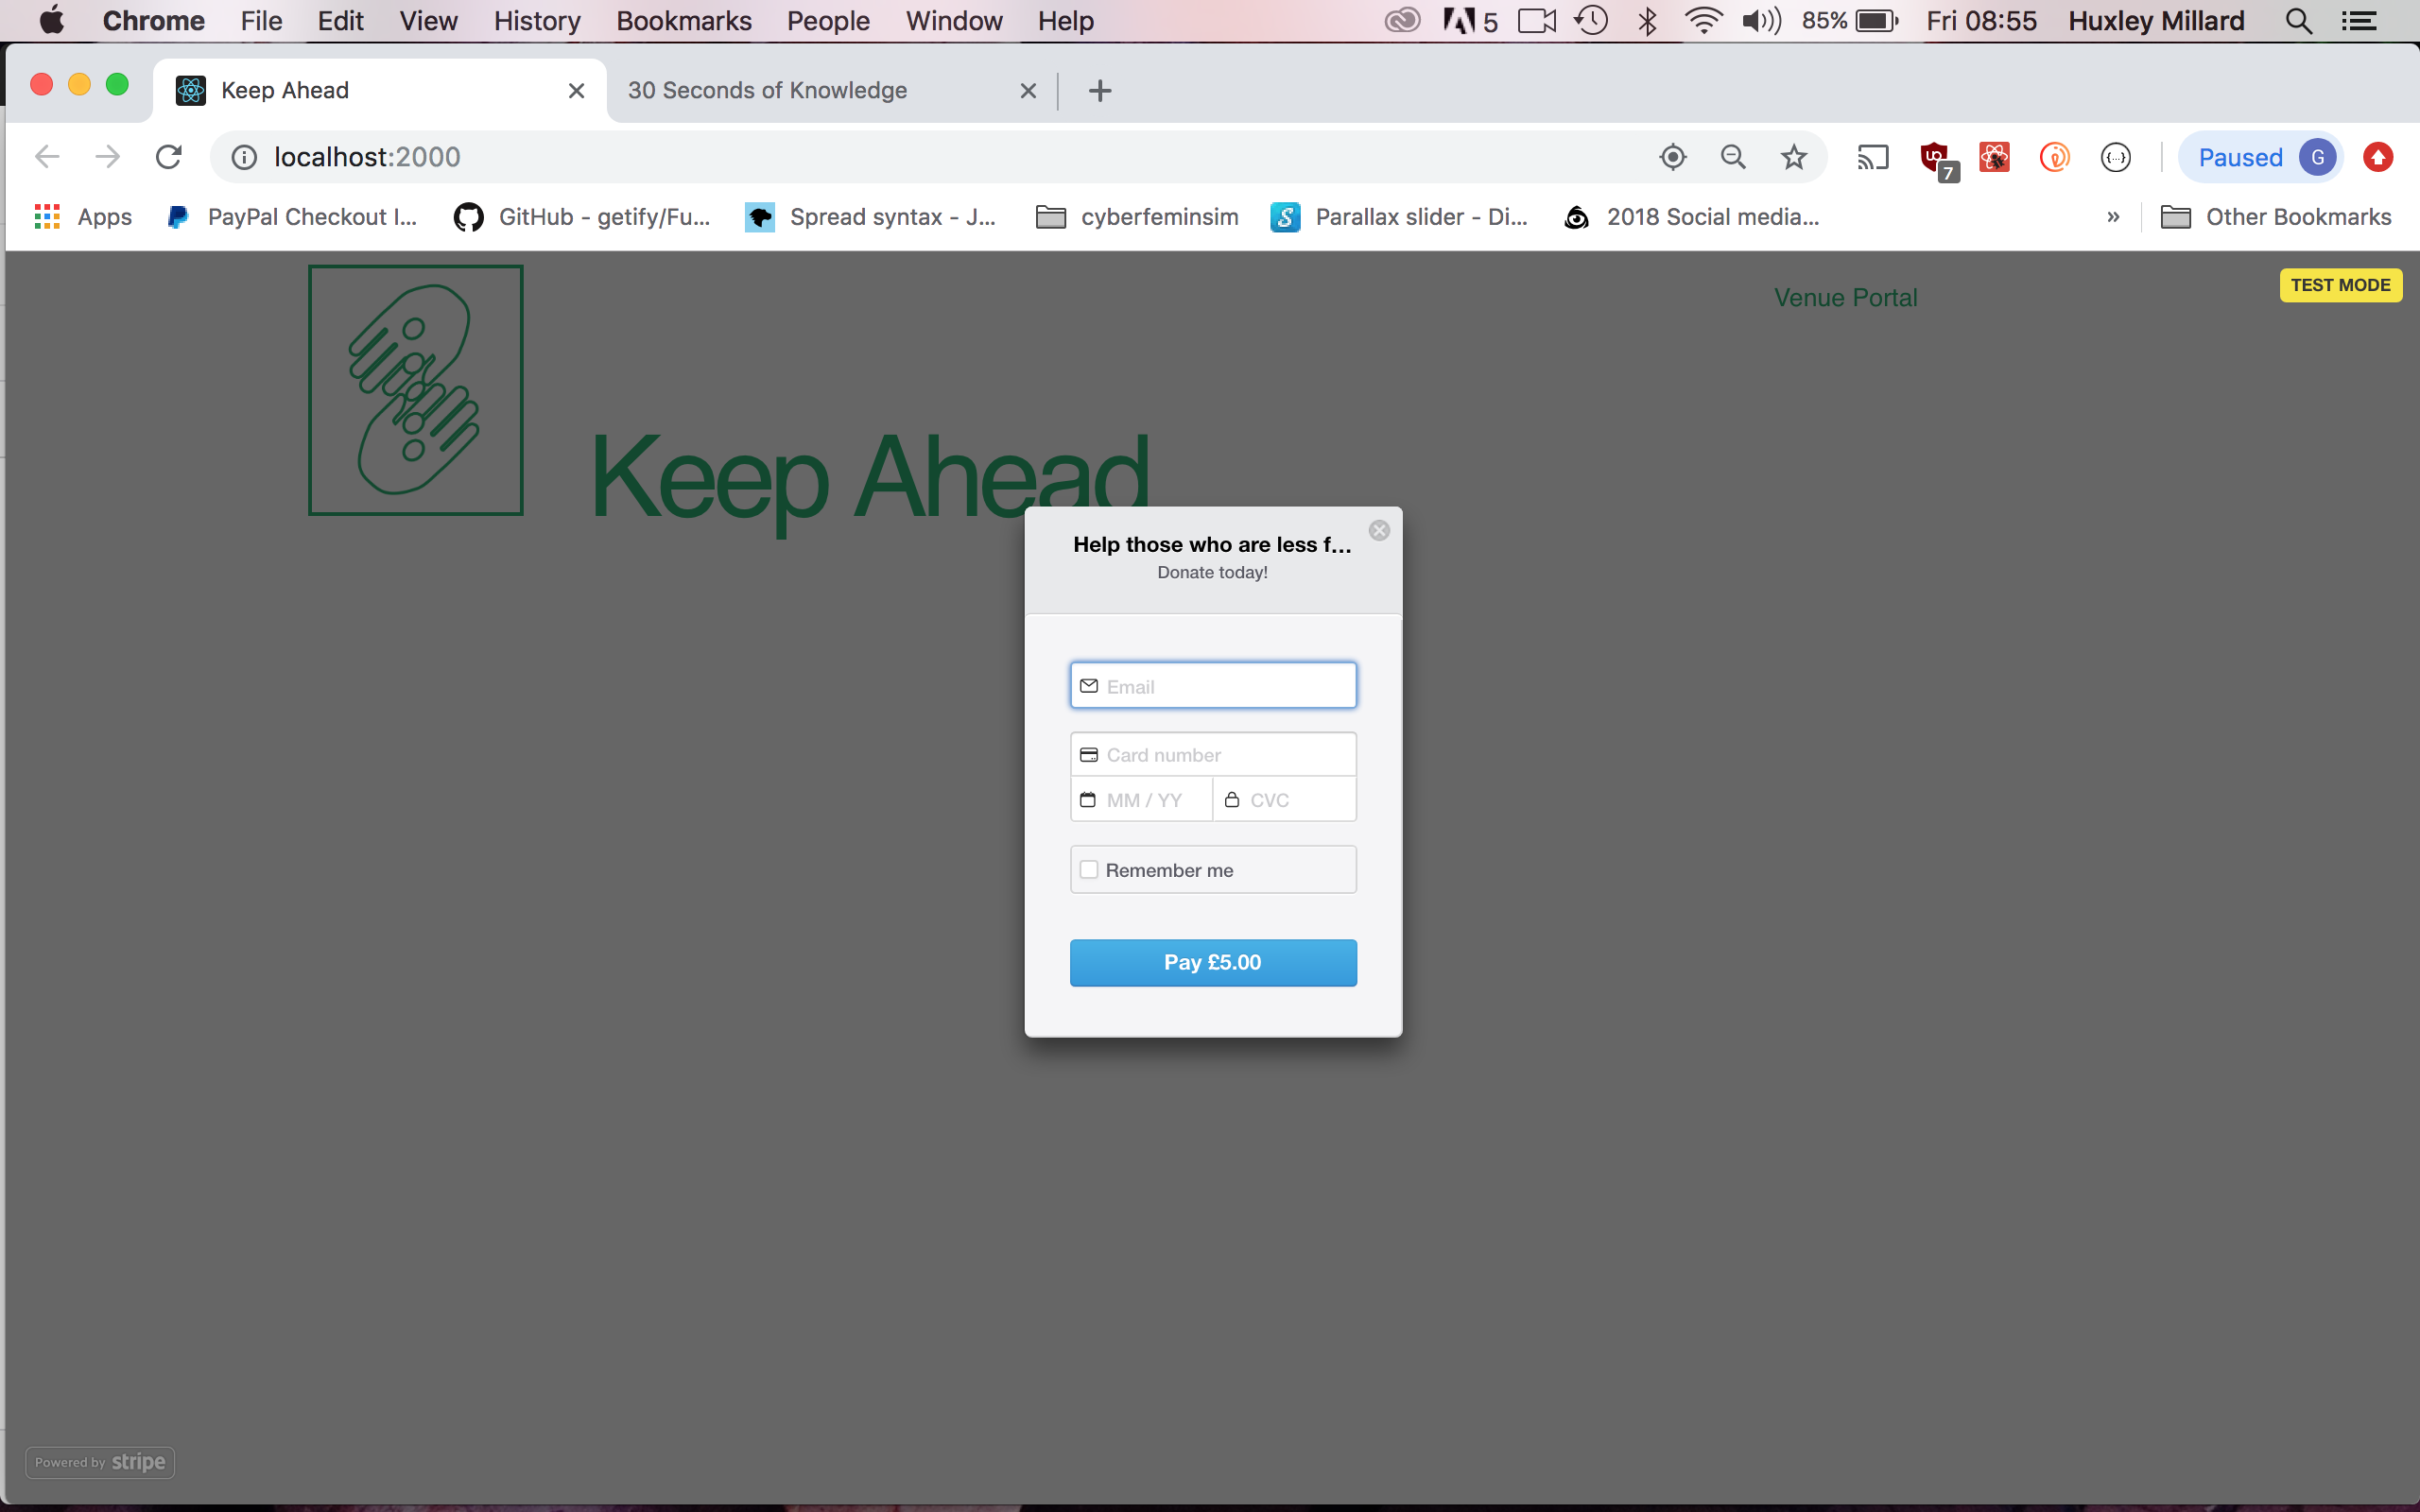 Chrome File Edit View History Bookmarks People Window Help 5 85% Fri 08:55 Huxley Millard
Keep Ahead 30 Seconds of Knowledge
localhost:2000 7 Paused G
Apps PayPal Checkout I... GitHub - getify/Fu... Spread syntax - J... cyberfeminsim Parallax slider - Di... 2018 Social media... » Other Bookmarks
TEST MODE
Venue Portal
Keep Ahead
Help those who are less f...
Donate today!
Email
Card number
MM / YY CVC
Remember me
Pay £5.00
Powered by stripe